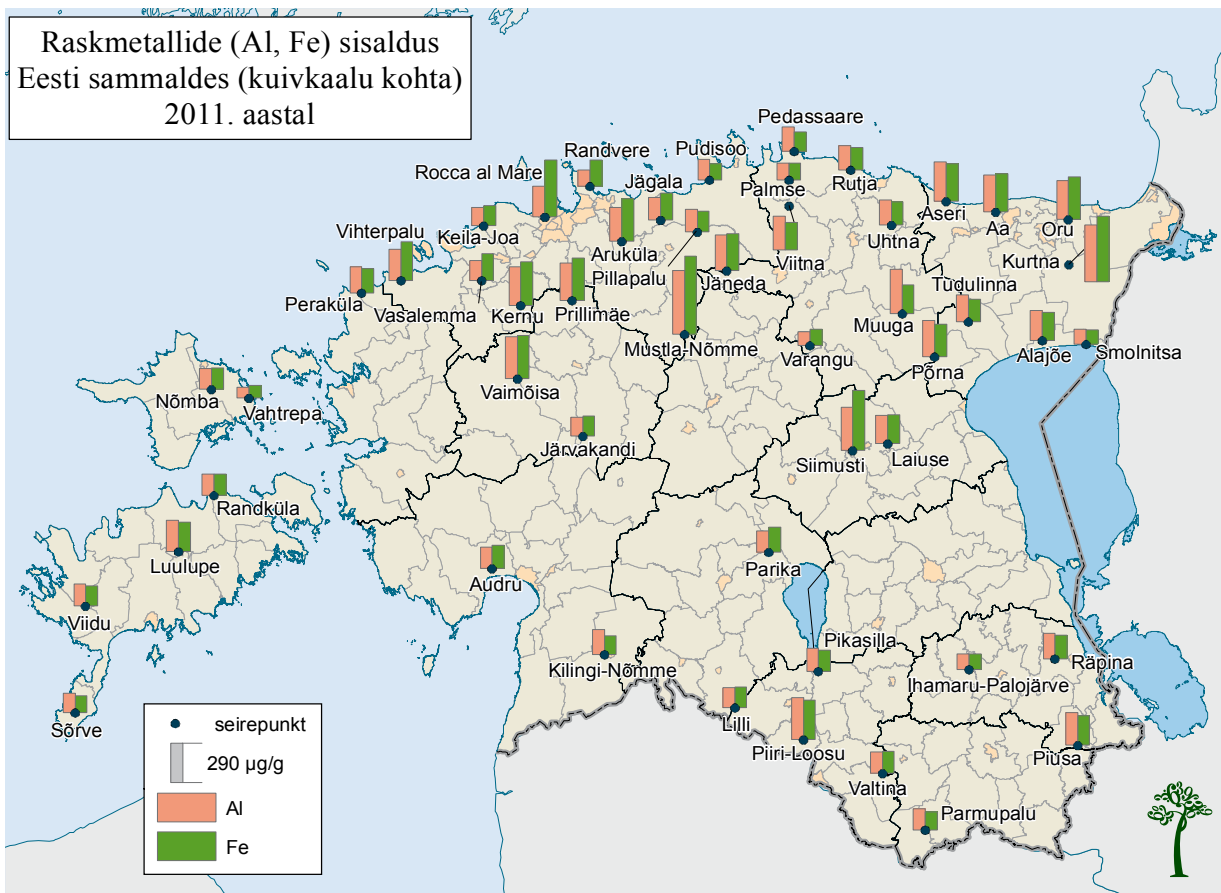 Raskmetallide (Al, Fe) sisaldus
Eesti sammaldes (kuivkaalu kohta)
2011. aastal
Pedassaare
Pudisoo
Randvere
Rocca al Mare
Jägala
Palmse
Rutja
Aseri
Aa
Oru
Keila-Joa
Vihterpalu
Aruküla
Uhtna
Viitna
Kurtna
Pillapalu
Jäneda
Tudulinna
Peraküla
Vasalemma
Kernu
Prillimäe
Muuga
Mustla-Nõmme
Varangu
Alajõe
Smolnitsa
Põrna
Vaimõisa
Nõmba
Vahtrepa
Järvakandi
Siimusti
Laiuse
Randküla
Luulupe
Parika
Audru
Viidu
Pikasilla
Kilingi-Nõmme
Räpina
Ihamaru-Palojärve
Lilli
Sõrve
Piiri-Loosu
Piusa
Valtina
Parmupalu
seirepunkt
290 µg/g
Al
Fe